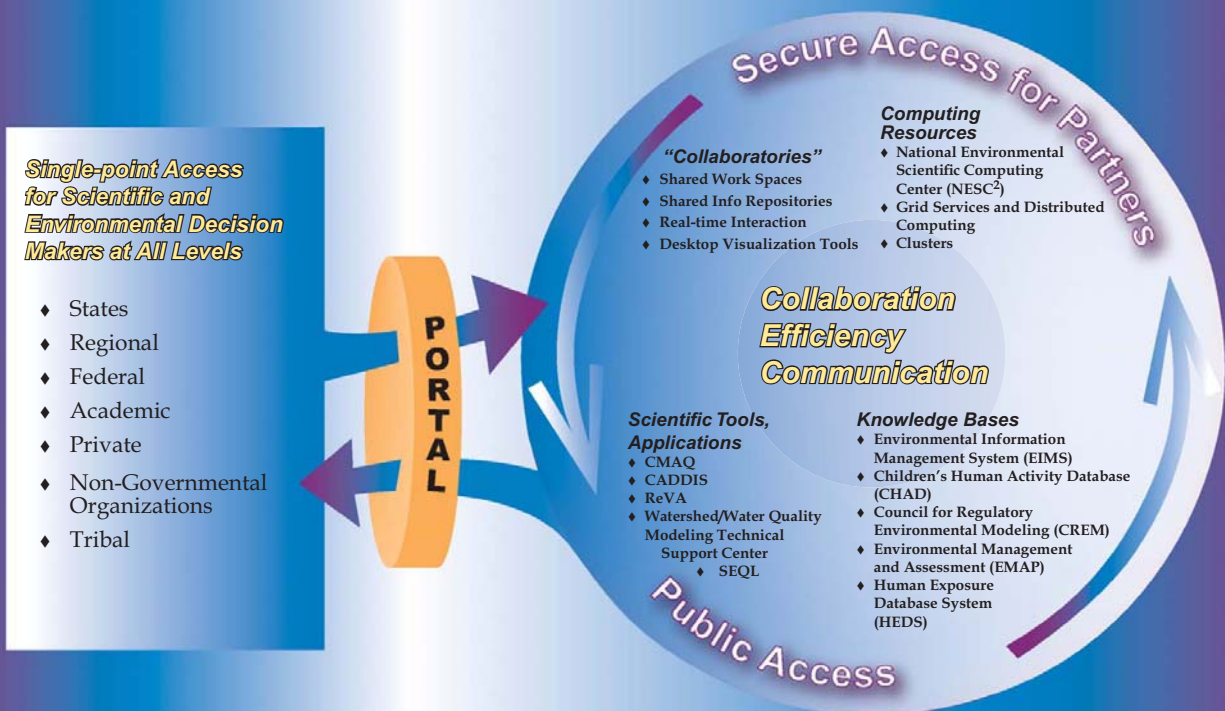 Single-point Access
for Scientific and
Environmental Decision
Makers at All Levels
♦ States
♦ Regional
♦ Federal
♦ Academic
♦ Private
♦ Non-Governmental
Organizations
♦ Tribal
PORTAL
Secure Access for Partners
"Collaboratories"
♦ Shared Work Spaces
♦ Shared Info Repositories
♦ Real-time Interaction
♦ Desktop Visualization Tools
Computing
Resources
♦ National Environmental
Scientific Computing
Center (NESC²)
♦ Grid Services and Distributed
Computing
♦ Clusters
Collaboration
Efficiency
Communication
Scientific Tools,
Applications
♦ CMAQ
♦ CADDIS
♦ ReVA
♦ Watershed/Water Quality
Modeling Technical
Support Center
♦ SEQL
Knowledge Bases
♦ Environmental Information
Management System (EIMS)
♦ Children's Human Activity Database
(CHAD)
♦ Council for Regulatory
Environmental Modeling (CREM)
♦ Environmental Management
and Assessment (EMAP)
♦ Human Exposure
Database System
(HEDS)
Public Access